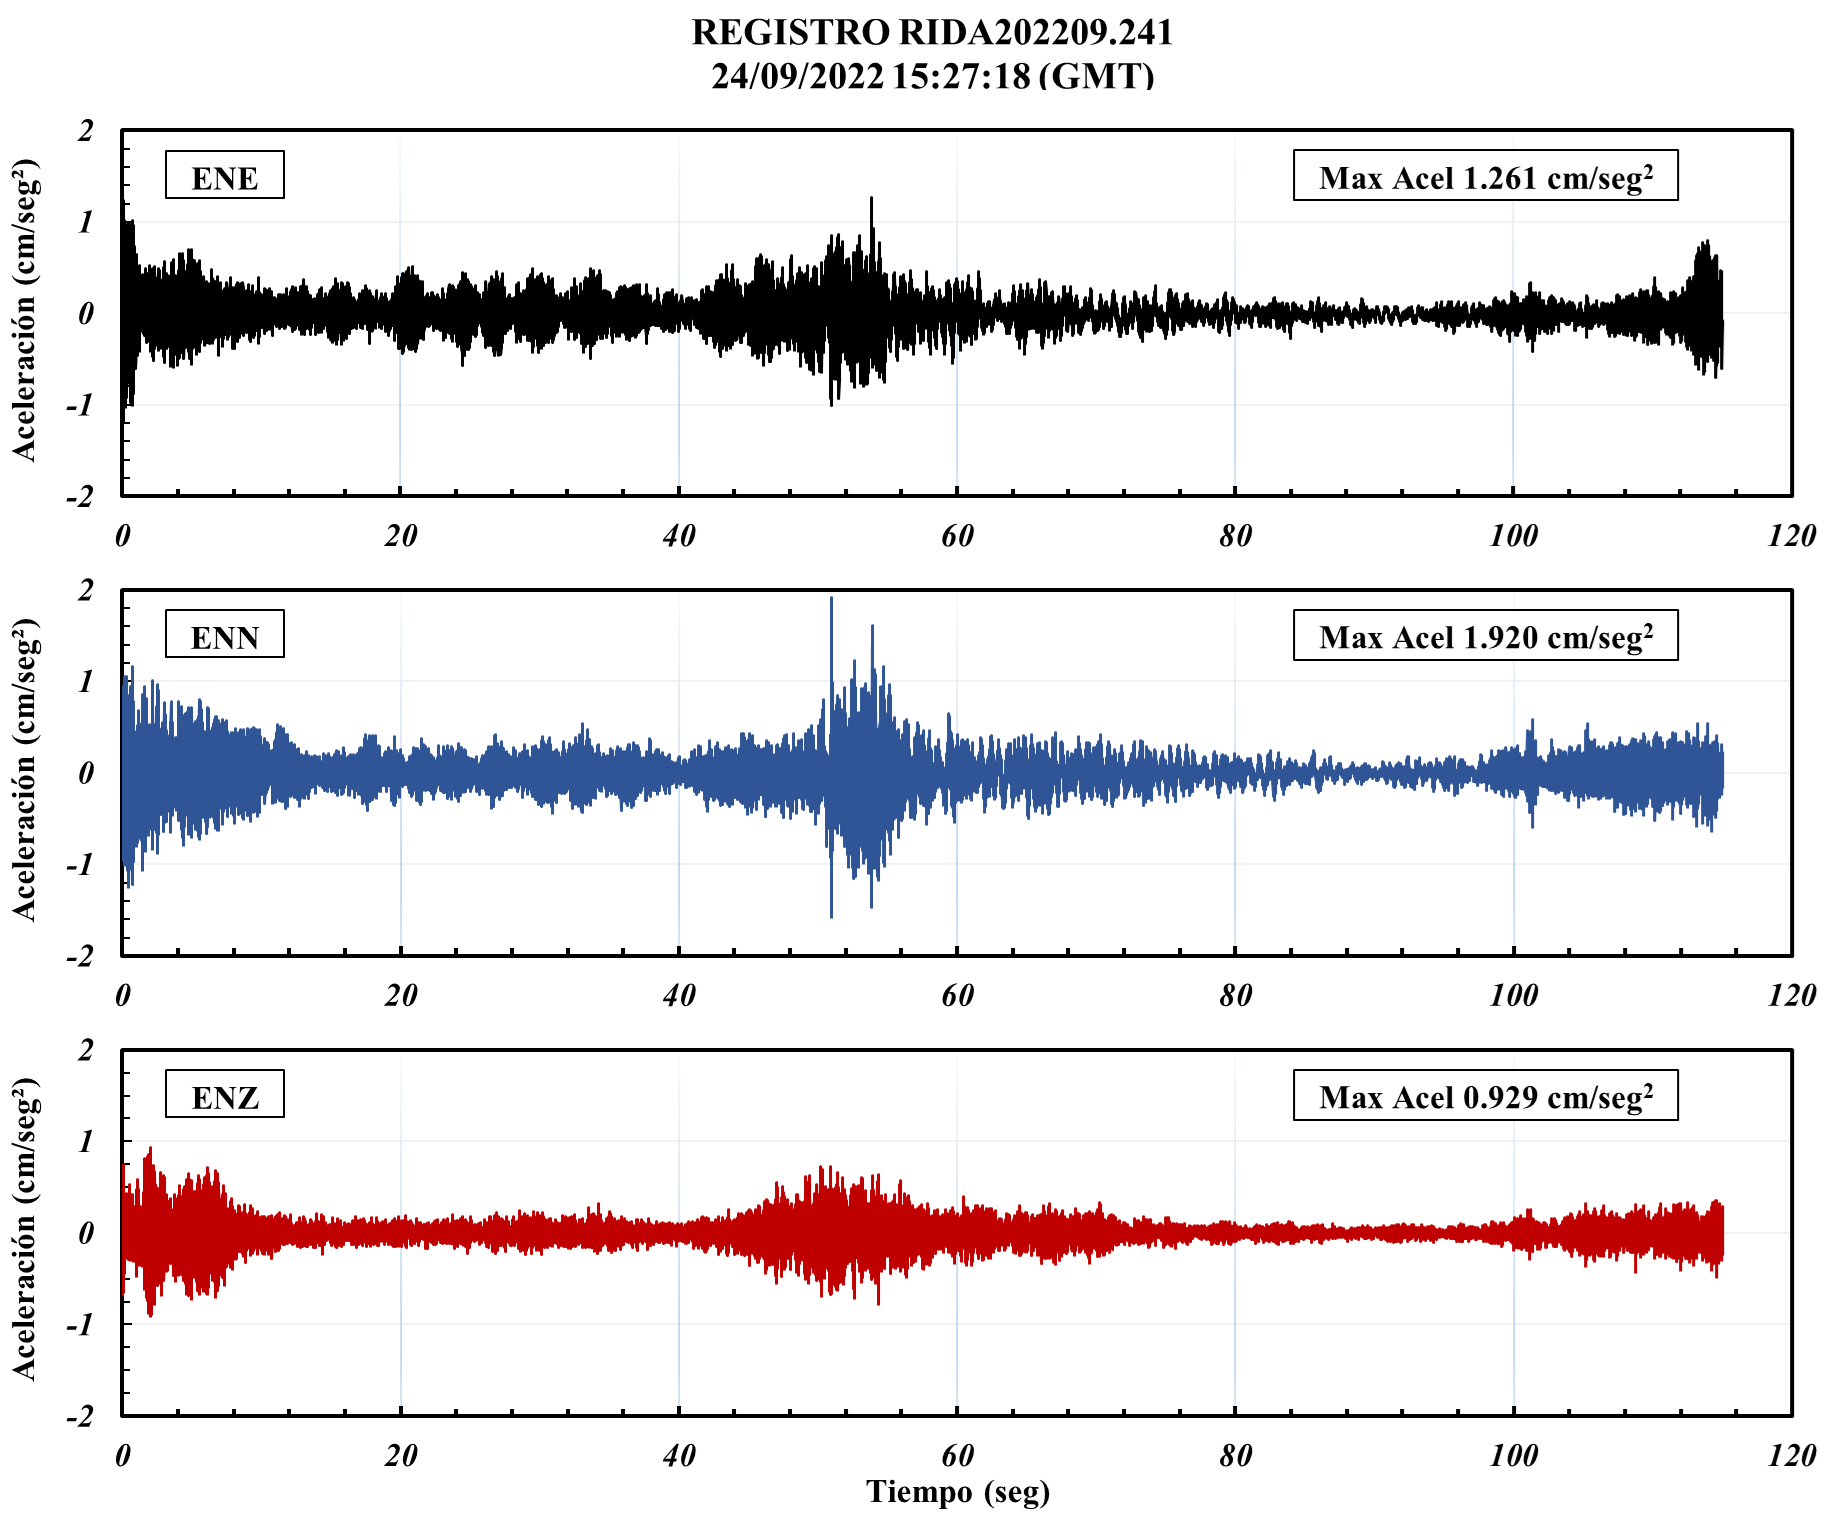 REGISTRO RIDA202209.241
24/09/2022 15:27:18 (GMT)
Aceleración (cm/seg²)
2
1
0
-1
-2
ENE
Max Acel 1.261 cm/seg²
0 20 40 60 80 100 120
Aceleración (cm/seg²)
2
1
0
-1
-2
ENN
Max Acel 1.920 cm/seg²
0 20 40 60 80 100 120
Aceleración (cm/seg²)
2
1
0
-1
-2
ENZ
Max Acel 0.929 cm/seg²
0 20 40 60 80 100 120
Tiempo (seg)